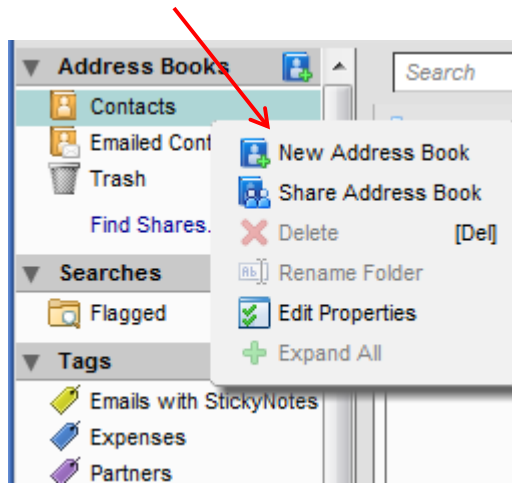 Address Books
Search
Contacts
Emailed Cont
New Address Book
Trash
Share Address Book
Find Shares.
Delete [Del]
Searches
Rename Folder
Flagged
Edit Properties
Tags
Expand All
Emails with StickyNotes
Expenses
Partners